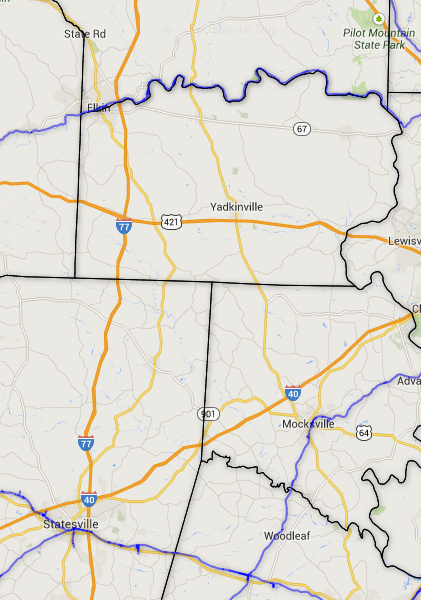 State Rd
Pilot Mountain
State Park
Elkin
67
Yadkinville
421
77
Lewisv
Cl
40
Adva
901
Mocksville
64
77
40
Statesville
Woodleaf